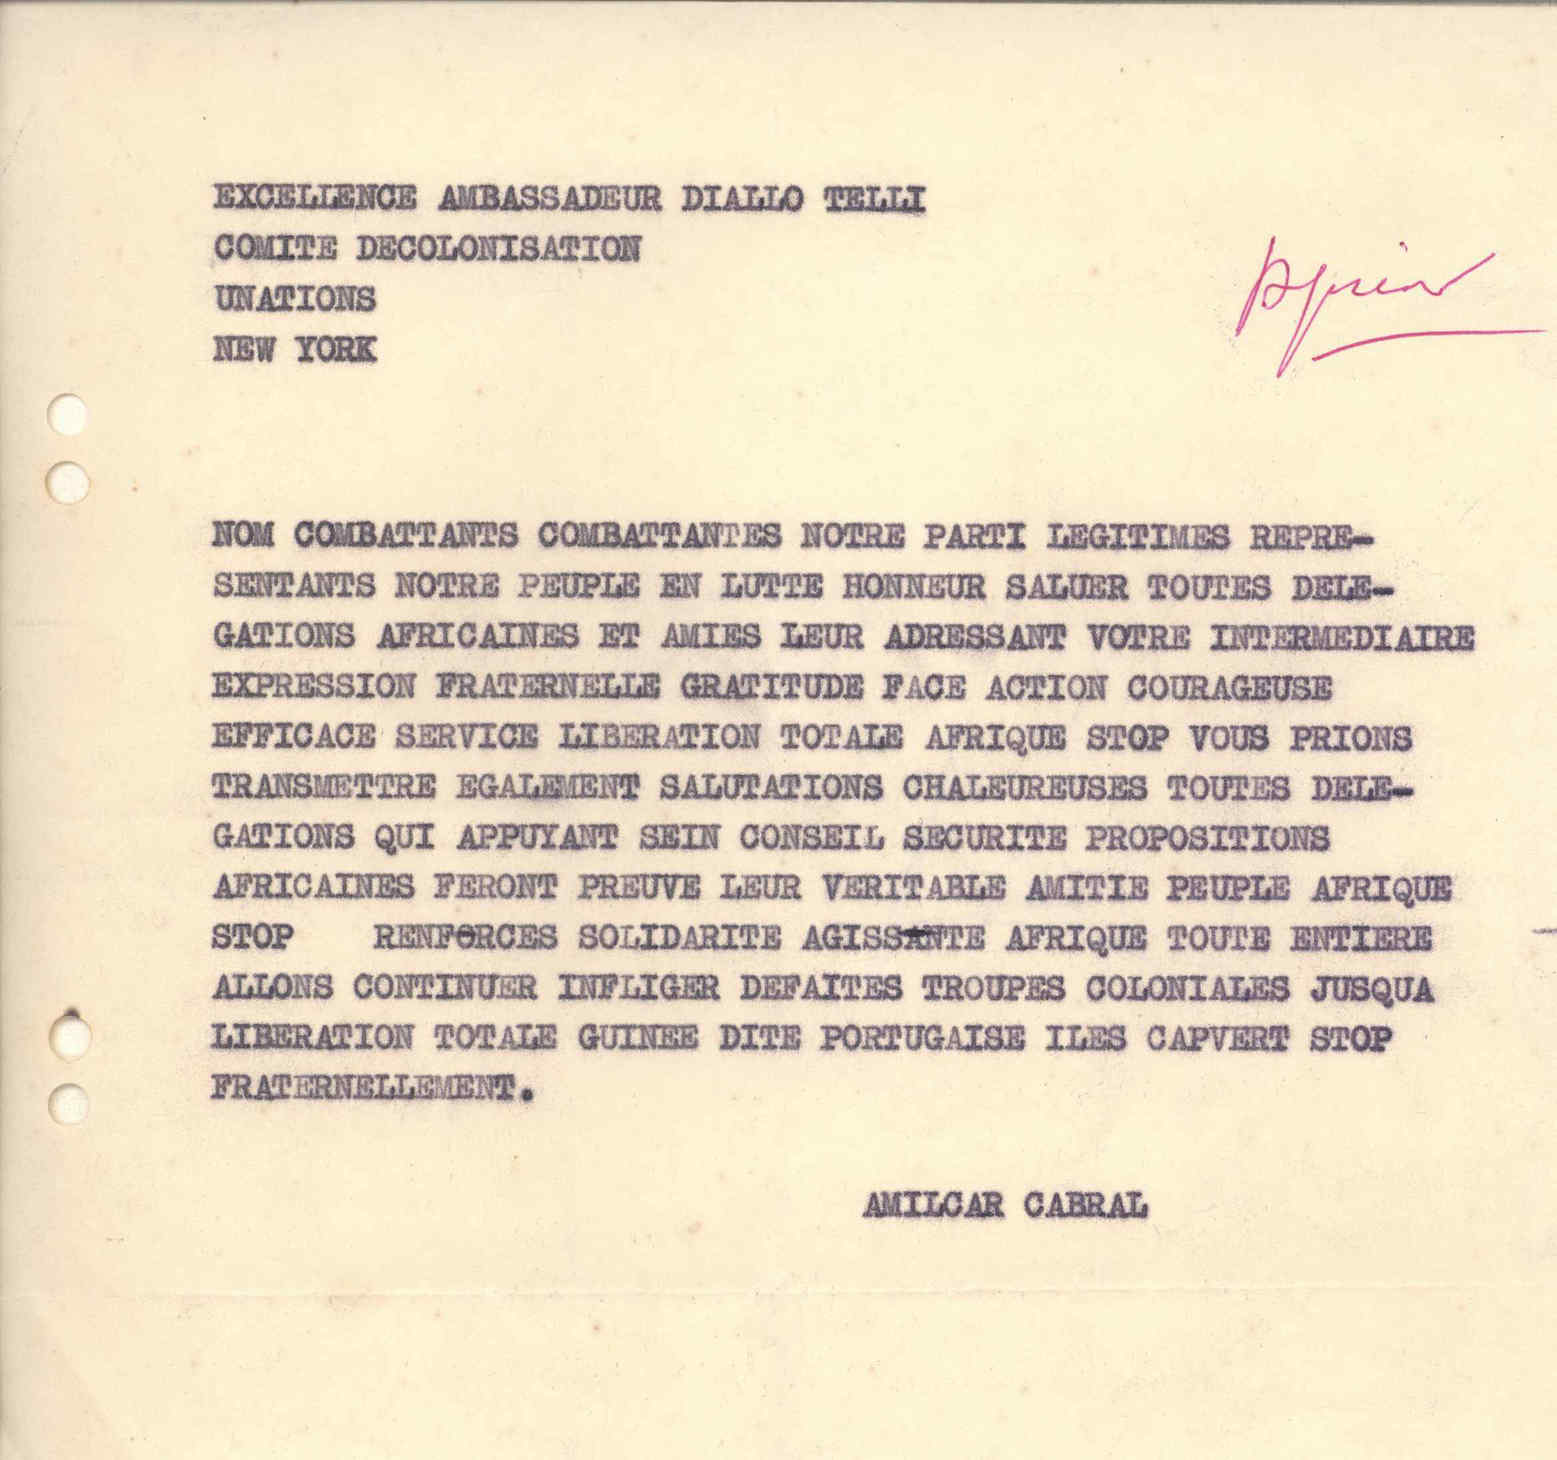 EXCELLENCE AMBASSADEUR DIALLO TELLI
COMITE DECOLONISATION
UNATIONS
NEW YORK
NOM COMBATTANTS COMBATTANTES NOTRE PARTI LEGITIMES REPRE-
SENTANTS NOTRE PEUPLE EN LUTTE HONNEUR SALUER TOUTES DELE-
GATIONS AFRICAINES ET AMIES LEUR ADRESSANT VOTRE INTERMEDIAIRE
EXPRESSION FRATERNELLE GRATITUDE FACE ACTION COURAGEUSE
EFFICACE SERVICE LIBERATION TOTALE AFRIQUE STOP VOUS PRIONS
TRANSMETTRE EGALEMENT SALUTATIONS CHALEUREUSES TOUTES DELE-
GATIONS QUI APPUYANT SEIN CONSEIL SECURITE PROPOSITIONS
AFRICAINES FERONT PREUVE LEUR VERITABLE AMITIE PEUPLE AFRIQUE
STOP RENFORCES SOLIDARITE AGISSANTE AFRIQUE TOUTE ENTIERE
ALLONS CONTINUER INFLIGER DEFAITES TROUPES COLONIALES JUSQUA
LIBERATION TOTALE GUINEE DITE PORTUGAISE ILES CAPVERT STOP
FRATERNELLEMENT.
AMILCAR CABRAL